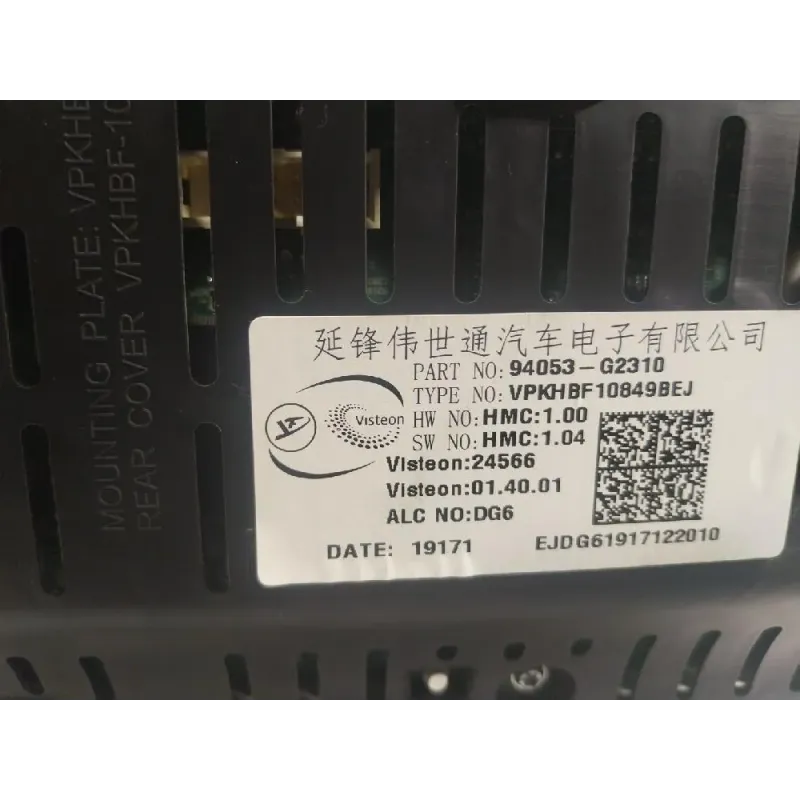 MOUNTING PLATE: VPKHB
REAR COVER VPKHBF-10
延锋伟世通汽车电子有限公司
PART NO: 94053-G2310
TYPE NO: VPKHBF10849BEJ
Visteon
HW NO: HMC:1.00
SW NO: HMC:1.04
Visteon:24566
Visteon:01.40.01
ALC NO:DG6
DATE: 19171 EJDG61917122010